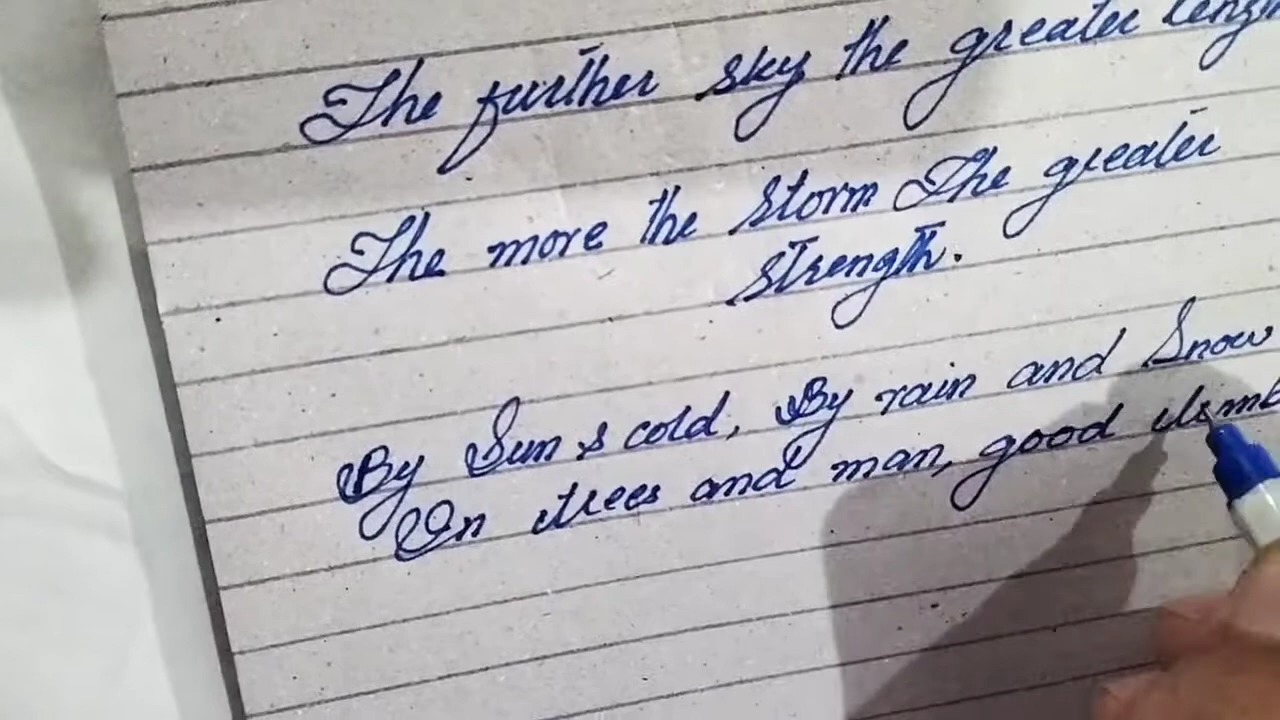 The further sky the greater length
The more the Storm The greater
Strength.
By Sun & cold, By rain and Snow
In trees and man, good